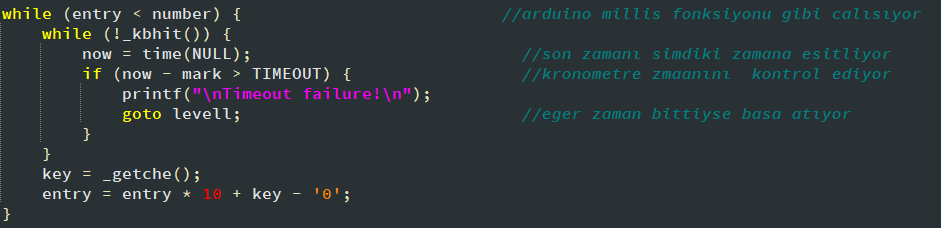 while (entry < number) {                          //arduino millis fonksiyonu gibi calısıyor
    while (!_kbhit()) {
        now = time(NULL);                           //son zamanı simdiki zamana esitliyor
        if (now - mark > TIMEOUT) {                 //kronometre zmaanını  kontrol ediyor
            printf("\nTimeout failure!\n");
            goto levell;                            //eger zaman bittiyse basa atıyor
        }
    }
    key = _getche();
    entry = entry * 10 + key - '0';
}